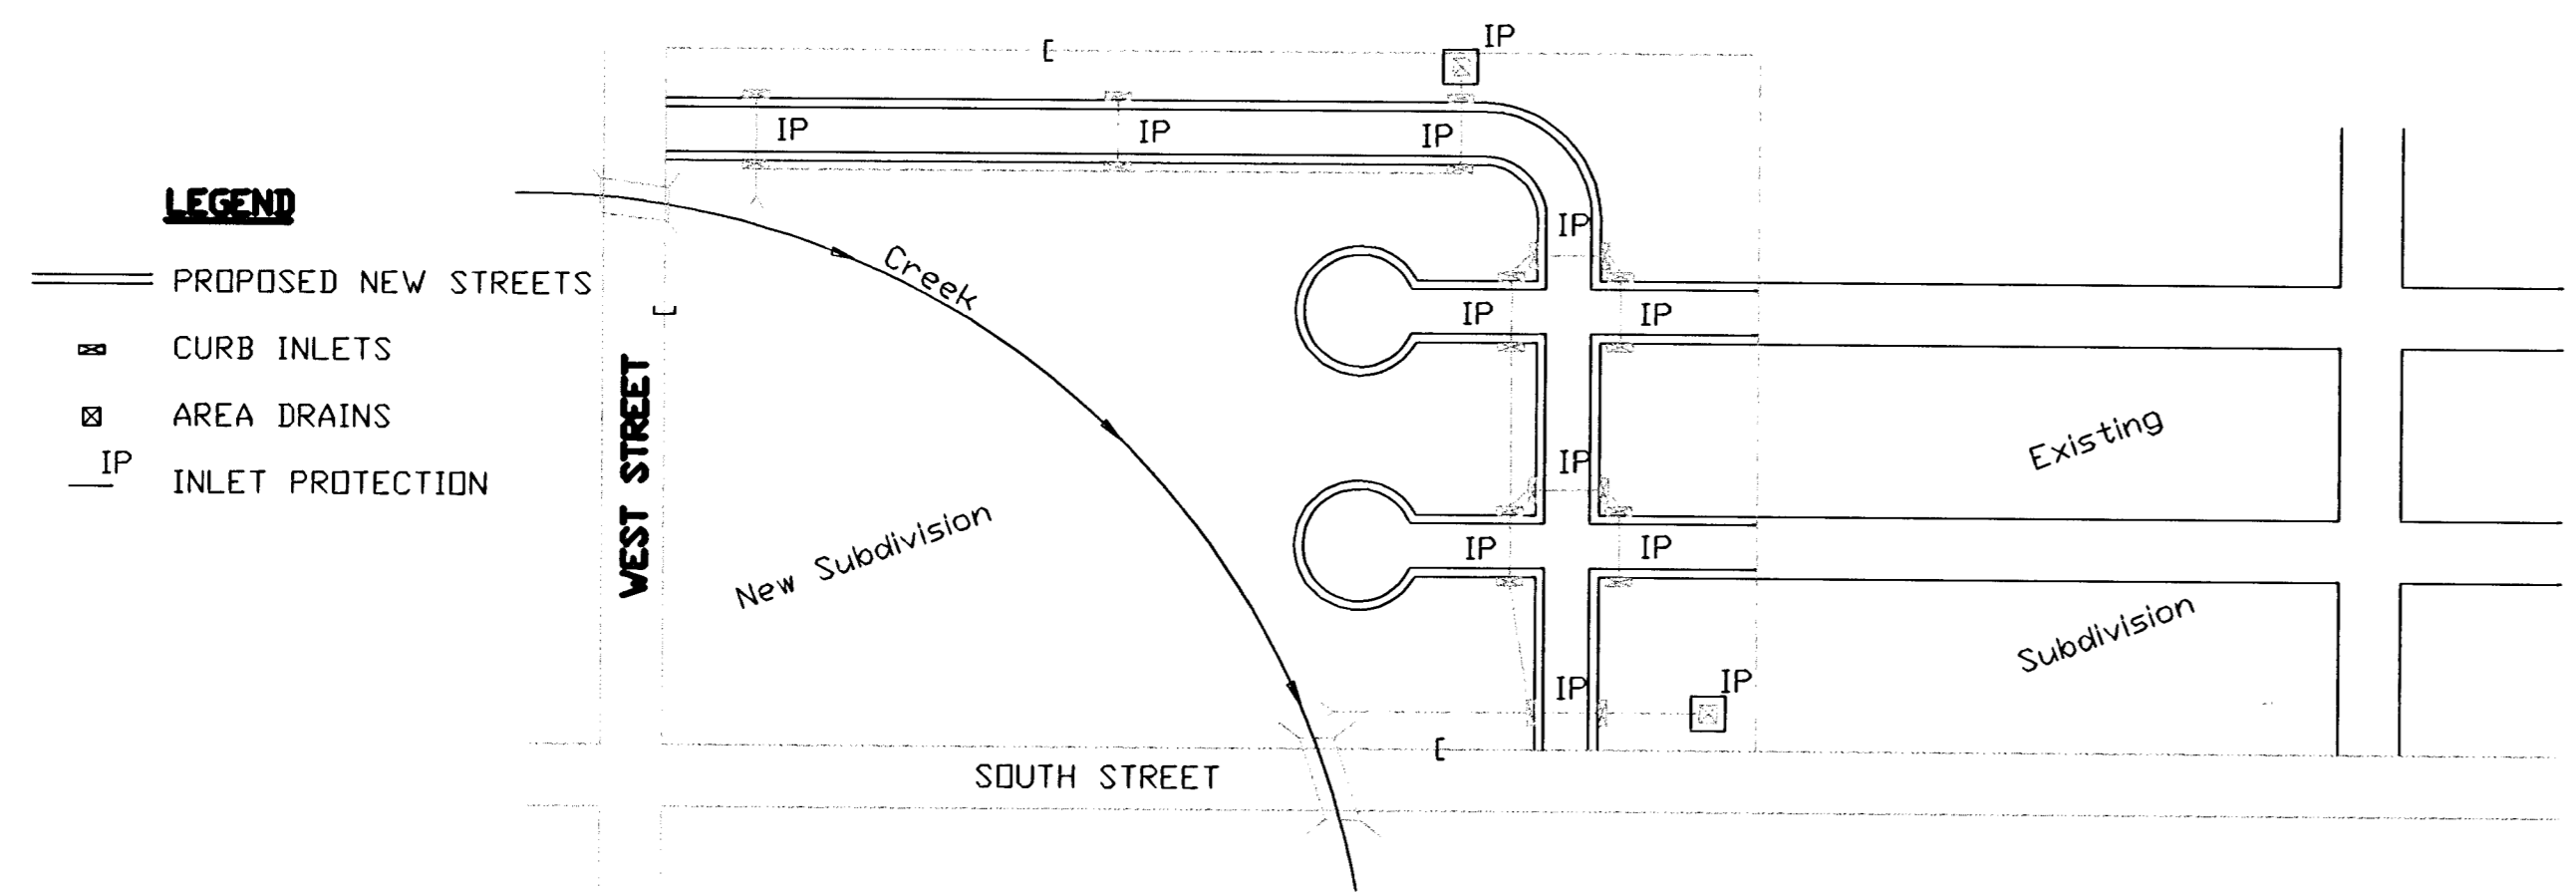 IP
IP
IP
IP
LEGEND
IP
PROPOSED NEW STREETS
Creek
IP
IP
CURB INLETS
WEST STREET
AREA DRAINS
Existing
IP
IP
INLET PROTECTION
New Subdivision
IP
IP
Subdivision
IP
IP
SOUTH STREET